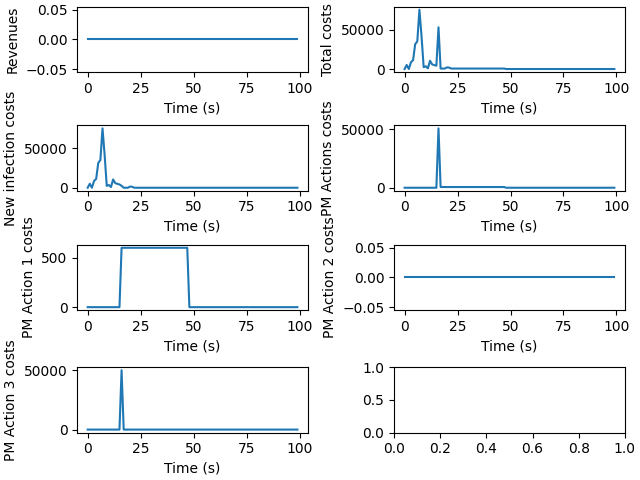 Revenues
0.05
0.00
−0.05
0 25 50 75 100
Time (s)
Total costs
50000
0
0 25 50 75 100
Time (s)
New infection costs
50000
0
0 25 50 75 100
Time (s)
PM Actions costs
50000
0
0 25 50 75 100
Time (s)
PM Action 1 costs
500
0
0 25 50 75 100
Time (s)
PM Action 2 costs
0.05
0.00
−0.05
0 25 50 75 100
Time (s)
PM Action 3 costs
50000
0
0 25 50 75 100
Time (s)
1.0
0.5
0.0
0.0 0.2 0.4 0.6 0.8 1.0